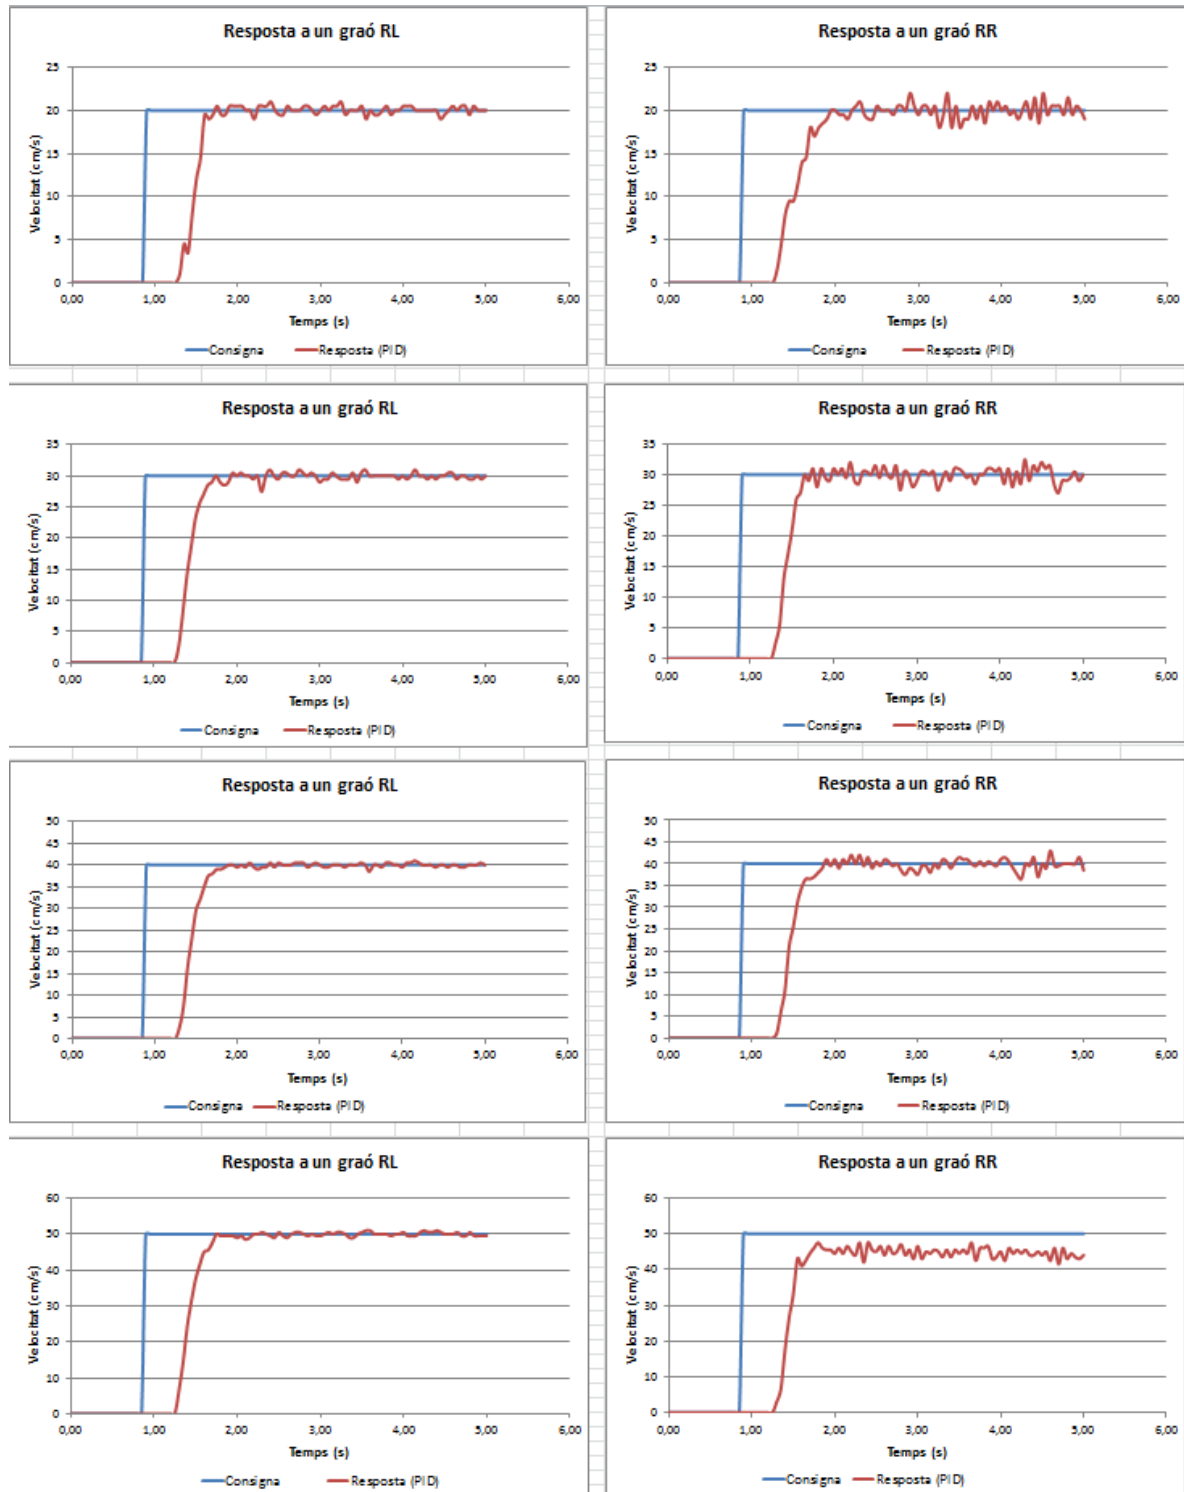 Resposta a un graó RL
25
20
15
10
5
0
Velocitat (cm/s)
0,00 1,00 2,00 3,00 4,00 5,00 6,00
Temps (s)
Consigna Resposta (PID)
Resposta a un graó RR
25
20
15
10
5
0
Velocitat (cm/s)
0,00 1,00 2,00 3,00 4,00 5,00 6,00
Temps (s)
Consigna Resposta (PID)
Resposta a un graó RL
35
30
25
20
15
10
5
0
Velocitat (cm/s)
0,00 1,00 2,00 3,00 4,00 5,00 6,00
Temps (s)
Consigna Resposta (PID)
Resposta a un graó RR
35
30
25
20
15
10
5
0
Velocitat (cm/s)
0,00 1,00 2,00 3,00 4,00 5,00 6,00
Temps (s)
Consigna Resposta (PID)
Resposta a un graó RL
50
45
40
35
30
25
20
15
10
5
0
Velocitat (cm/s)
0,00 1,00 2,00 3,00 4,00 5,00 6,00
Temps (s)
Consigna Resposta (PID)
Resposta a un graó RR
50
45
40
35
30
25
20
15
10
5
0
Velocitat (cm/s)
0,00 1,00 2,00 3,00 4,00 5,00 6,00
Temps (s)
Consigna Resposta (PID)
Resposta a un graó RL
60
50
40
30
20
10
0
Velocitat (cm/s)
0,00 1,00 2,00 3,00 4,00 5,00 6,00
Temps (s)
Consigna Resposta (PID)
Resposta a un graó RR
60
50
40
30
20
10
0
Velocitat (cm/s)
0,00 1,00 2,00 3,00 4,00 5,00 6,00
Temps (s)
Consigna Resposta (PID)